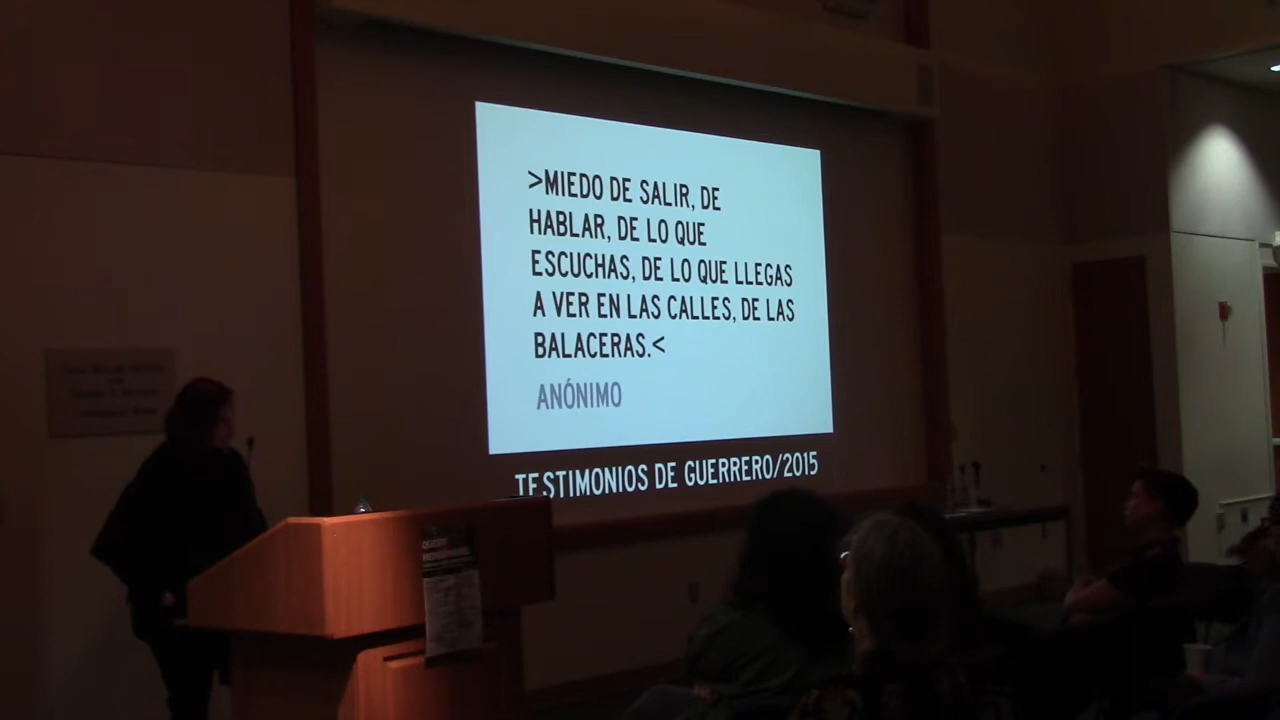 >MIEDO DE SALIR, DE
HABLAR, DE LO QUE
ESCUCHAS, DE LO QUE LLEGAS
A VER EN LAS CALLES, DE LAS
BALACERAS.<
ANÓNIMO
TESTIMONIOS DE GUERRERO/2015